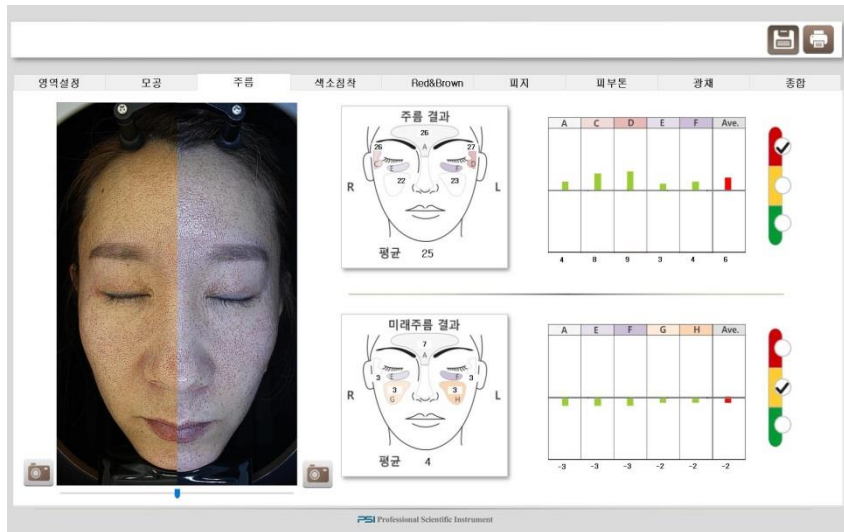 영역설정 모공 주름 색소침착 Red&Brown 피지 피부톤 광채 종합
주름 결과
26
26 A 27
C E F D
22 23
R L
평균 25
A C D E F Ave.
4 8 9 3 4 6
미래주름 결과
7
A
3 E F 3
3 3
G H
R L
평균 4
A E F G H Ave.
-3 -3 -3 -2 -2 -2
PSI Professional Scientific Instrument